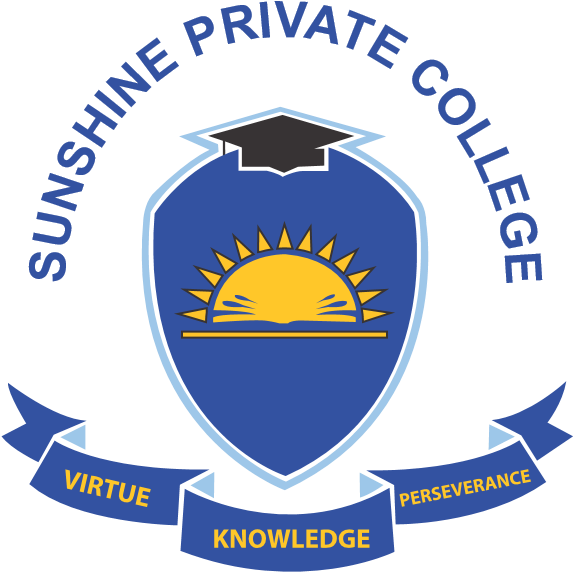 SUNSHINE PRIVATE COLLEGE
VIRTUE
KNOWLEDGE
PERSEVERANCE